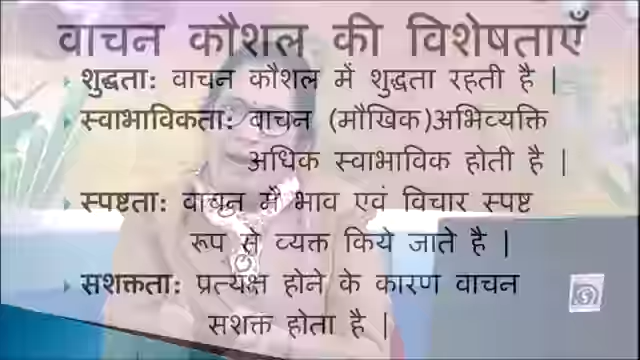 वाचन कौशल की विशेषताएँ
शुद्धता: वाचन कौशल में शुद्धता रहती है |
स्वाभाविकता: वाचन (मौखिक)अभिव्यक्ति
अधिक स्वाभाविक होती है |
स्पष्टता: वाचन में भाव एवं विचार स्पष्ट
रूप से व्यक्त किये जाते है |
सशक्तता: प्रत्यक्ष होने के कारण वाचन
सशक्त होता है |